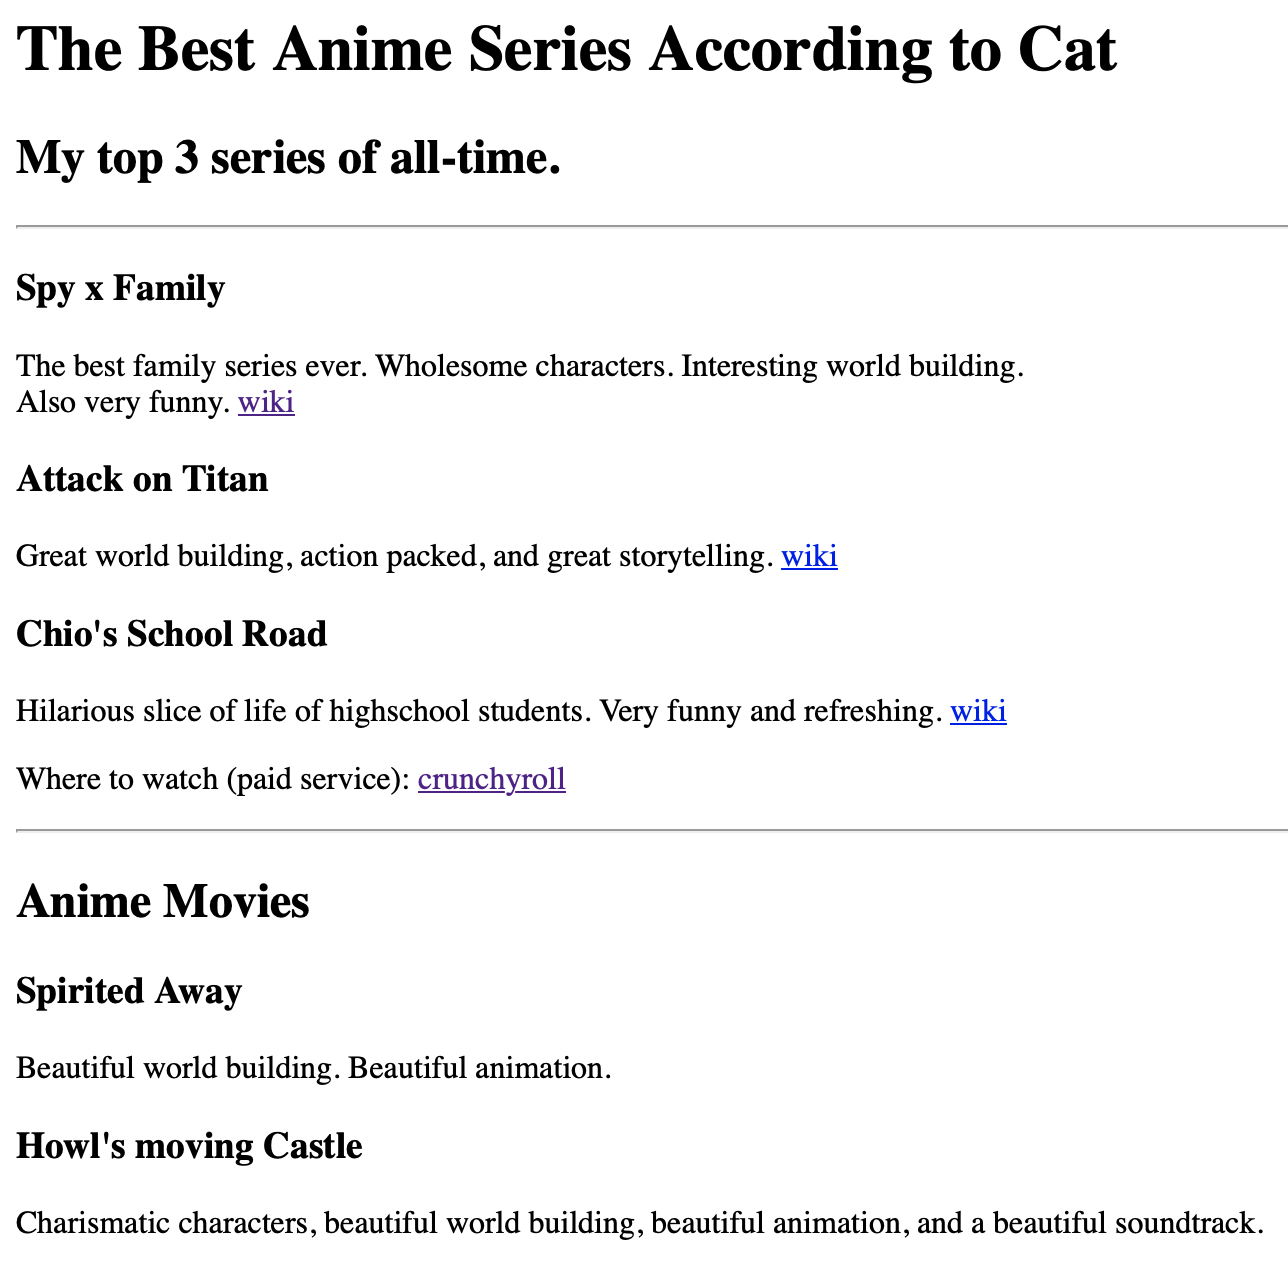 The Best Anime Series According to Cat
My top 3 series of all-time.
Spy x Family
The best family series ever. Wholesome characters. Interesting world building.
Also very funny. wiki
Attack on Titan
Great world building, action packed, and great storytelling. wiki
Chio's School Road
Hilarious slice of life of highschool students. Very funny and refreshing. wiki
Where to watch (paid service): crunchyroll
Anime Movies
Spirited Away
Beautiful world building. Beautiful animation.
Howl's moving Castle
Charismatic characters, beautiful world building, beautiful animation, and a beautiful soundtrack.